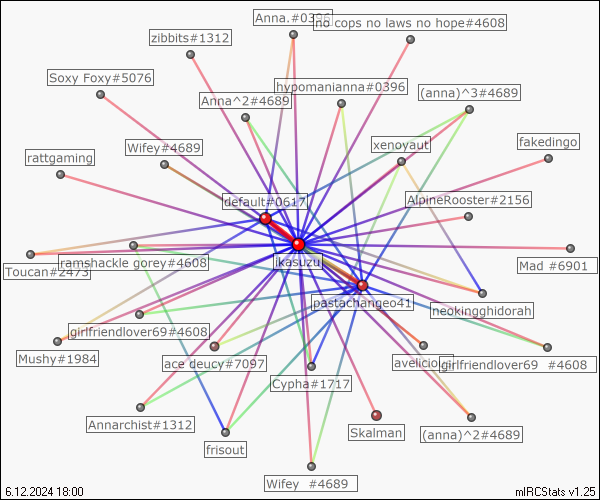 Anna.#0396
no cops no laws no hope#4608
zibbits#1312
Soxy Foxy#5076
hypomanianna#0396
(anna)^3#4689
Anna^2#4689
xenoyaut
fakedingo
Wifey#4689
rattgaming
default#0617
AlpineRooster#2156
jkasuzu
Toucan#2473
ramshackle gorey#4608
Mad #6901
pastachangeo41
neokingghidorah
girlfriendlover69#4608
Mushy#1984
ace deucy#7097
girlfriendlover69 #4608
Cypha#1717
Annarchist#1312
Skalman
(anna)^2#4689
frisout
Wifey #4689
6.12.2024 18:00
mIRCStats v1.25